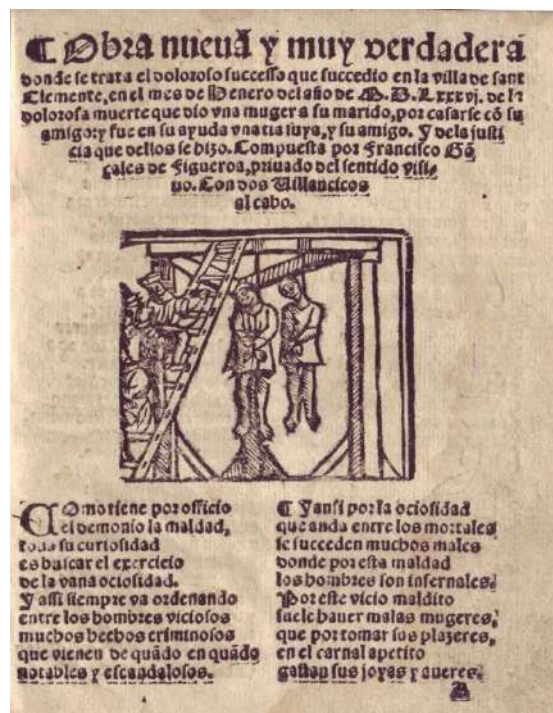 ☾ Obra nueua y muy verdadera
donde se trata el doloroso successo que succedio en la villa de sant
Clemente, en el mes de Henero del año de M.D.Lxxxvj. de la
dolorosa muerte que dio vna muger a su marido, por casarse cõ su
amigo: y fue en su ayuda vna tia suya, y su amigo. Y de la justi
cia que dellos se hizo. Compuesta por Francisco Gõ
çales de Figueroa, priuado del sentido visi
uo. Con dos Villancicos
al cabo.
COmo tiene por officio
el demonio la maldad,
toda su curiosidad
es buscar el exercicio
de la vana ociosidad.
Y assi siempre va ordenando
entre los hombres viciosos
muchos hechos criminosos
que vienen de quãdo en quãdo
notables y escandalosos.
¶ Y ansi por la ociosidad
que anda entre los mortales
se succeden muchos males
donde por esta maldad
los hombres son infernales.
Por este vicio maldito
suele hauer malas mugeres,
que por tomar sus plazeres,
en el carnal apetito
gastan sus joyas y aueres.
A